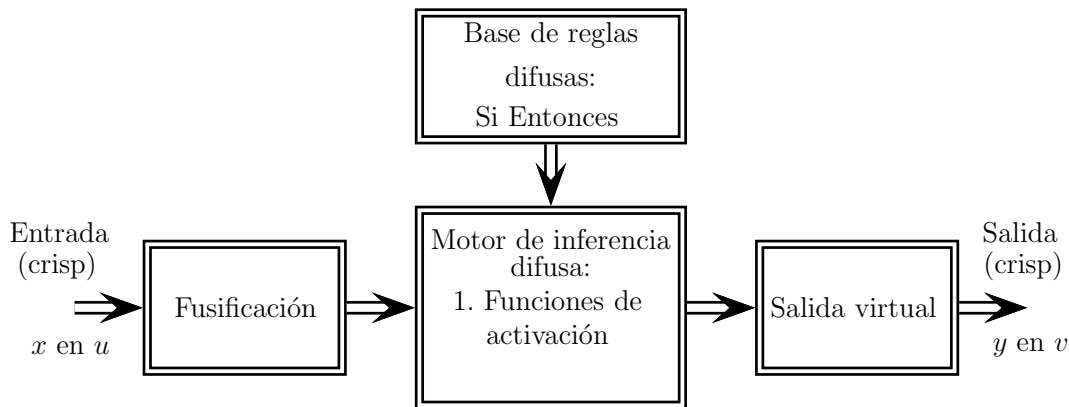 Base de reglas
difusas:
Si Entonces
Entrada
(crisp)
x en u
Fusificación
Motor de inferencia
difusa:
1. Funciones de
activación
Salida virtual
Salida
(crisp)
y en v